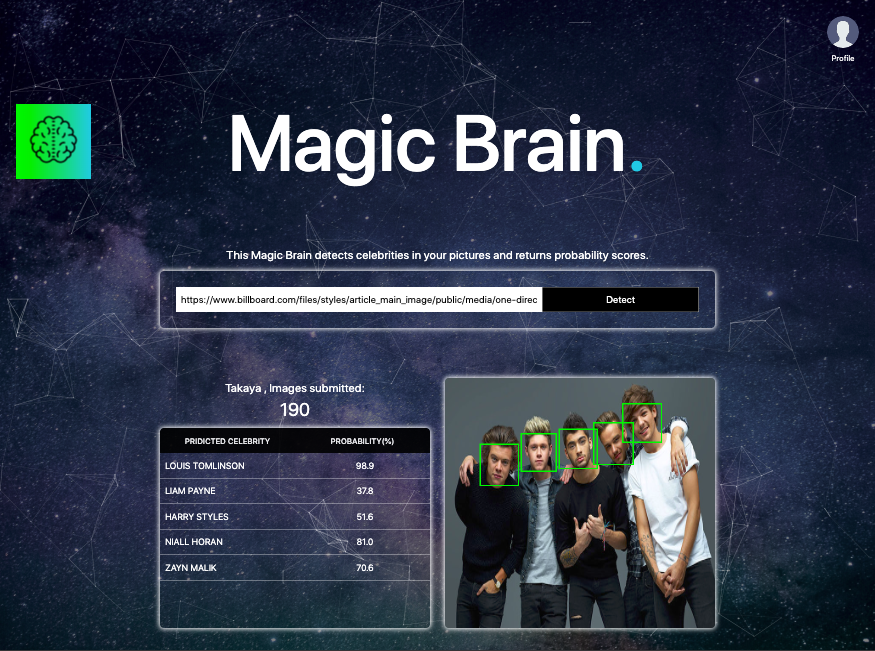 Profile
Magic Brain.
This Magic Brain detects celebrities in your pictures and returns probability scores.
https://www.billboard.com/files/styles/article_main_image/public/media/one-direc
Detect
Takaya , Images submitted:
190
PRIDICTED CELEBRITY PROBABILITY(%)
LOUIS TOMLINSON 98.9
LIAM PAYNE 37.8
HARRY STYLES 51.6
NIALL HORAN 81.0
ZAYN MALIK 70.6